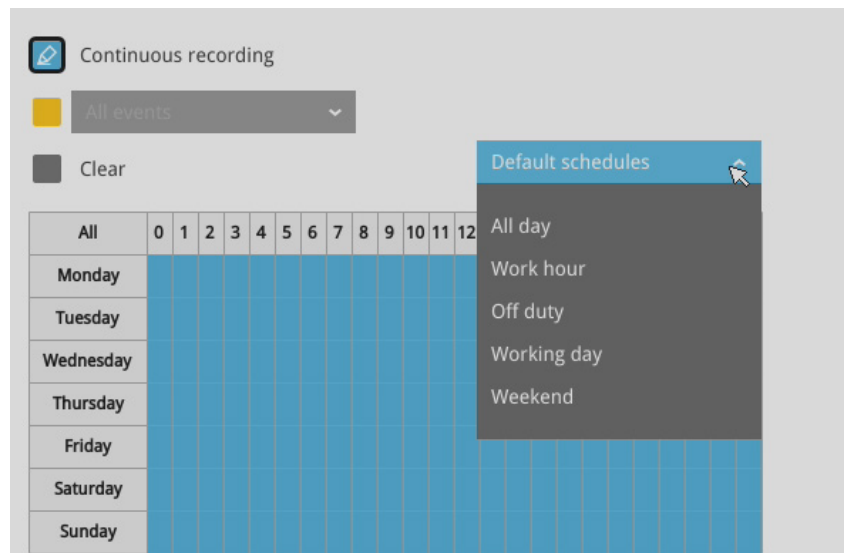 Continuous recording
All events
Clear
Default schedules
All day
Work hour
Off duty
Working day
Weekend
All 0 1 2 3 4 5 6 7 8 9 10 11 12
Monday
Tuesday
Wednesday
Thursday
Friday
Saturday
Sunday